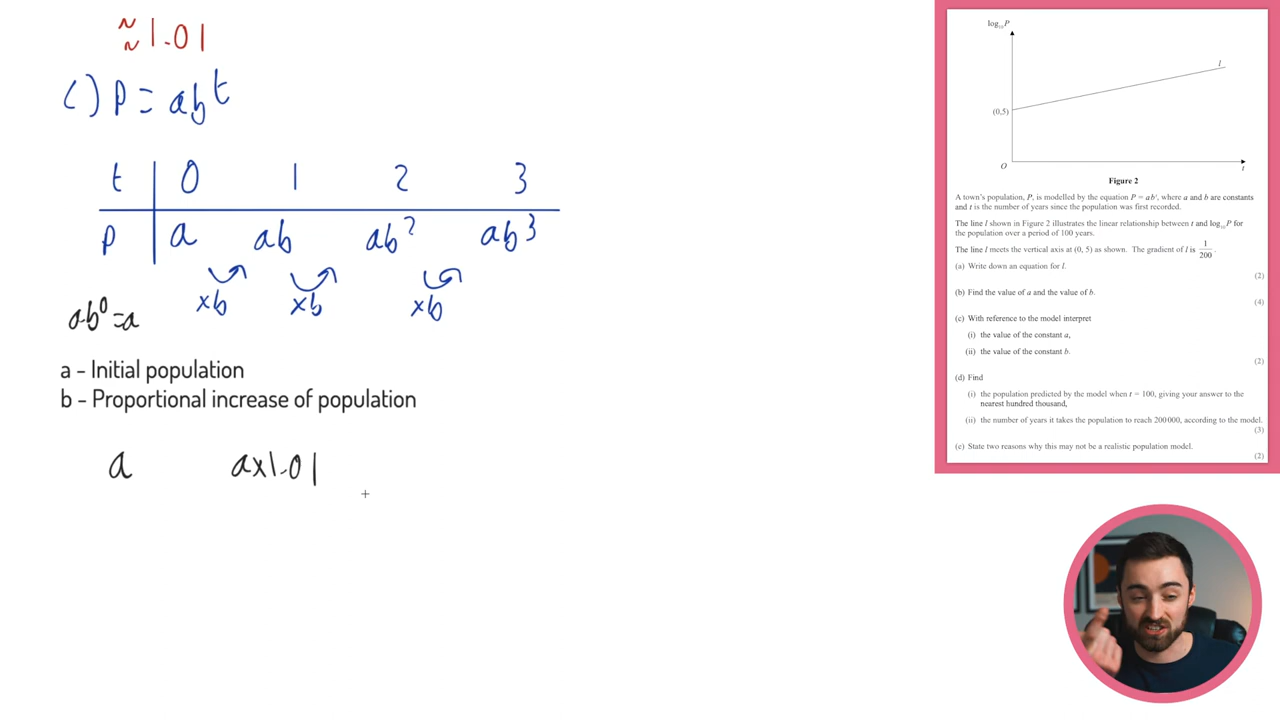 ≈ 1.01
c) P = ab^t
t 0 1 2 3
P a ab ab² ab³
×b ×b ×b
ab⁰ = a
a - Initial population
b - Proportional increase of population
a a×1.01
log₁₀P
l
(0,5)
O
t
Figure 2
A town's population, P, is modelled by the equation P = abᵗ, where a and b are constants
and t is the number of years since the population was first recorded.
The line l shown in Figure 2 illustrates the linear relationship between t and log₁₀P for
the population over a period of 100 years.
The line l meets the vertical axis at (0, 5) as shown. The gradient of l is 1/200.
(a) Write down an equation for l.
(2)
(b) Find the value of a and the value of b.
(4)
(c) With reference to the model interpret
(i) the value of the constant a,
(ii) the value of the constant b.
(2)
(d) Find
(i) the population predicted by the model when t = 100, giving your answer to the
nearest hundred thousand,
(ii) the number of years it takes the population to reach 200000, according to the model.
(3)
(e) State two reasons why this may not be a realistic population model.
(2)